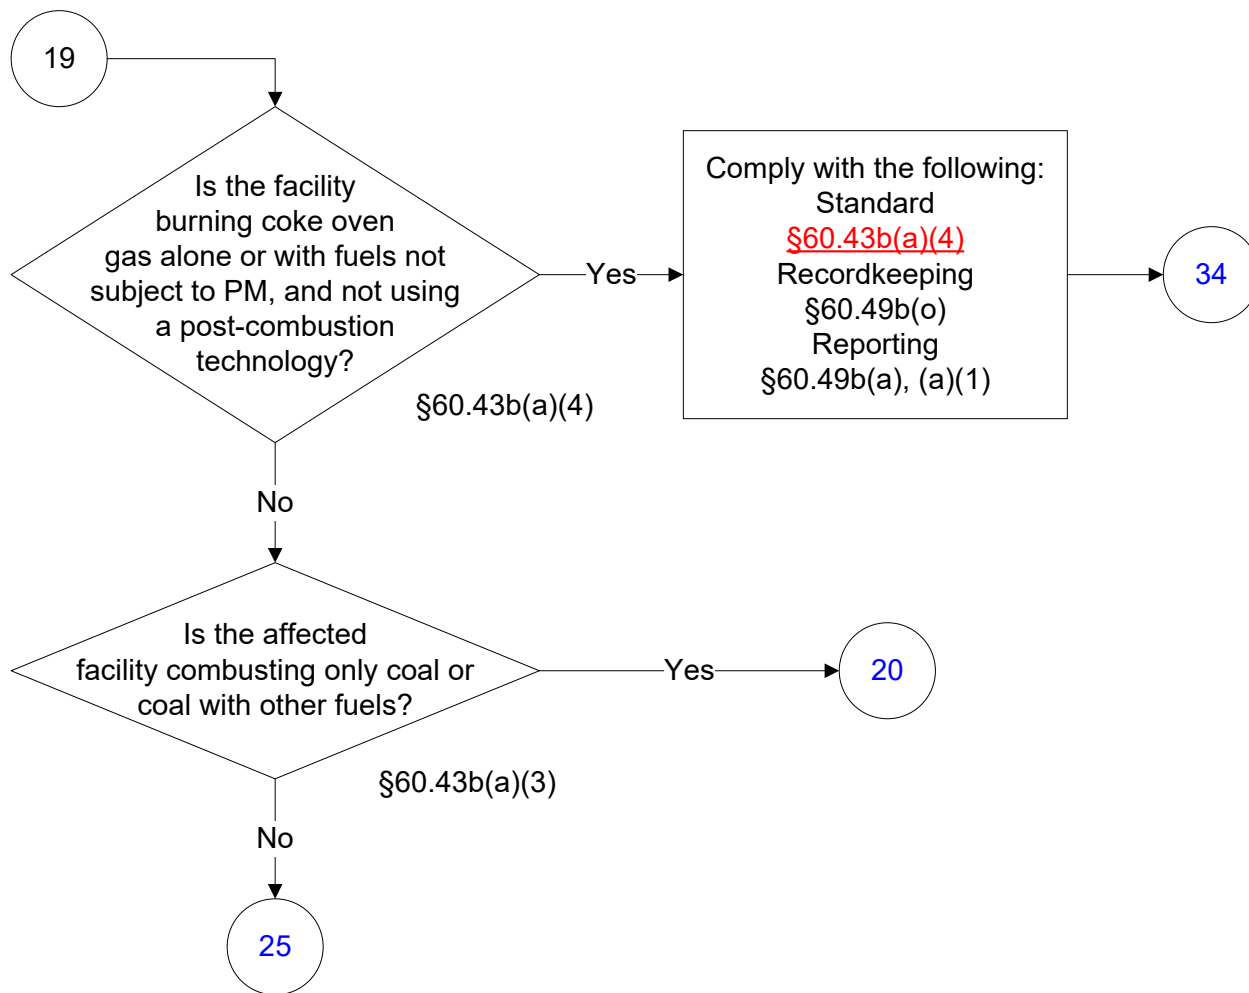 19
Is the facility
burning coke oven
gas alone or with fuels not
subject to PM, and not using
a post-combustion
technology?
§60.43b(a)(4)
Yes
Comply with the following:
Standard
§60.43b(a)(4)
Recordkeeping
§60.49b(o)
Reporting
§60.49b(a), (a)(1)
34
No
Is the affected
facility combusting only coal or
coal with other fuels?
§60.43b(a)(3)
Yes
20
No
25